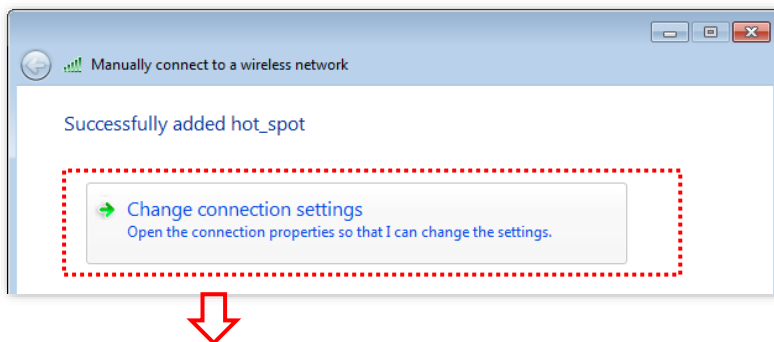 Manually connect to a wireless network
Successfully added hot_spot
Change connection settings
Open the connection properties so that I can change the settings.